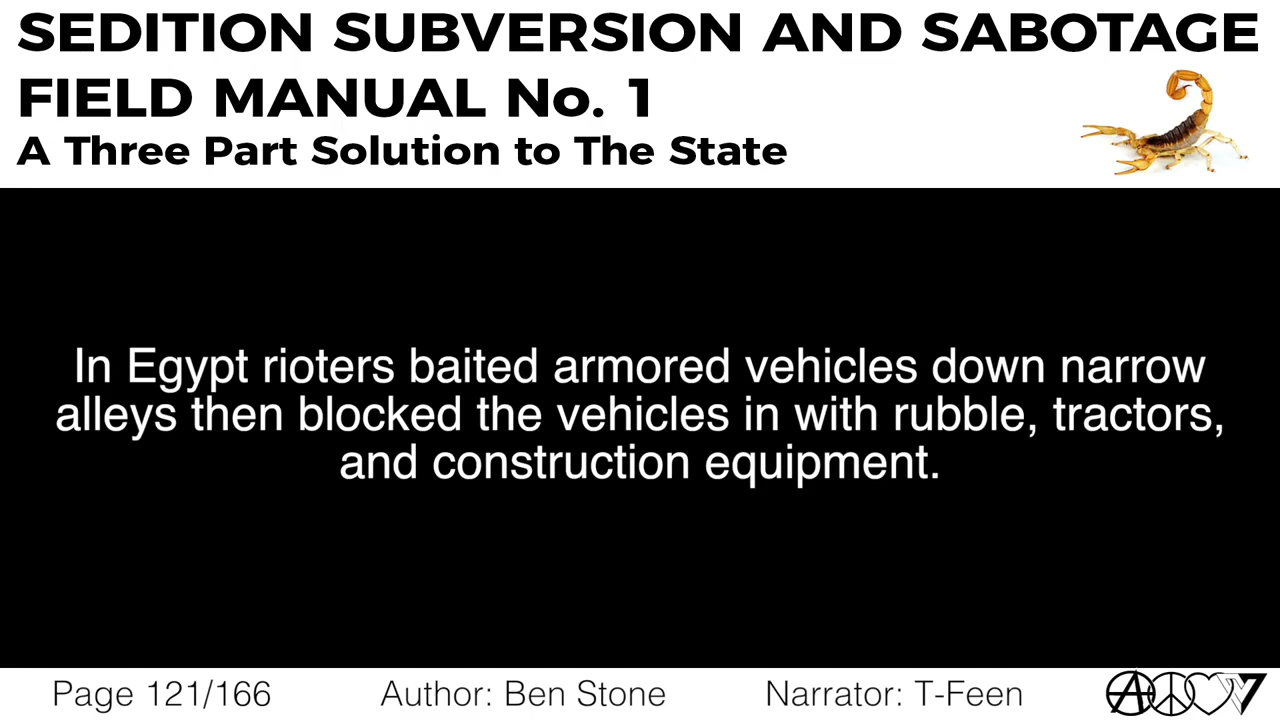 SEDITION SUBVERSION AND SABOTAGE
FIELD MANUAL No. 1
A Three Part Solution to The State
In Egypt rioters baited armored vehicles down narrow
alleys then blocked the vehicles in with rubble, tractors,
and construction equipment.
Page 121/166 Author: Ben Stone Narrator: T-Feen